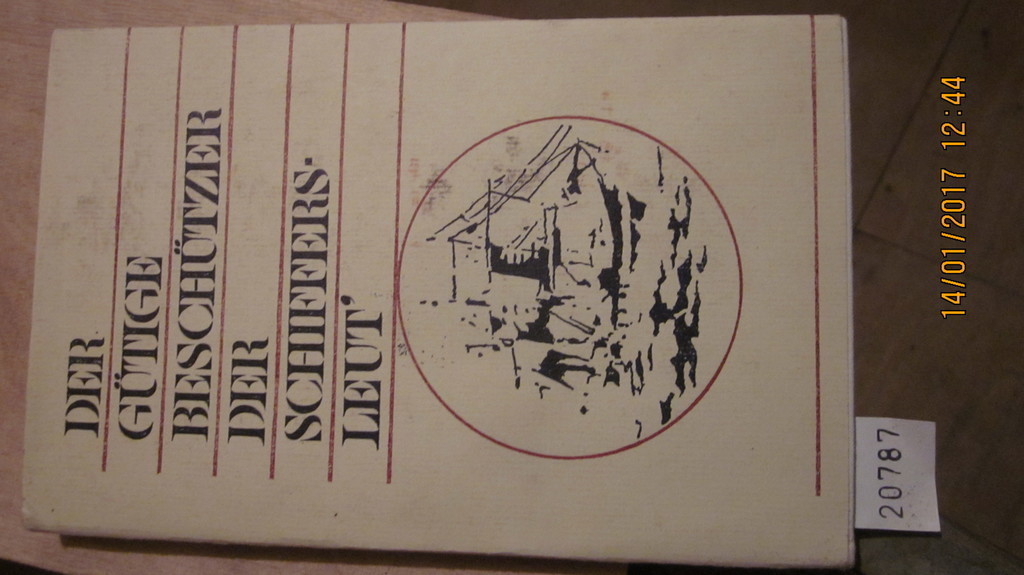 DER
GÜTIGE
BESCHÜTZER
DER
SCHIFFERS-
LEUT'
20787
14/01/2017 12:44